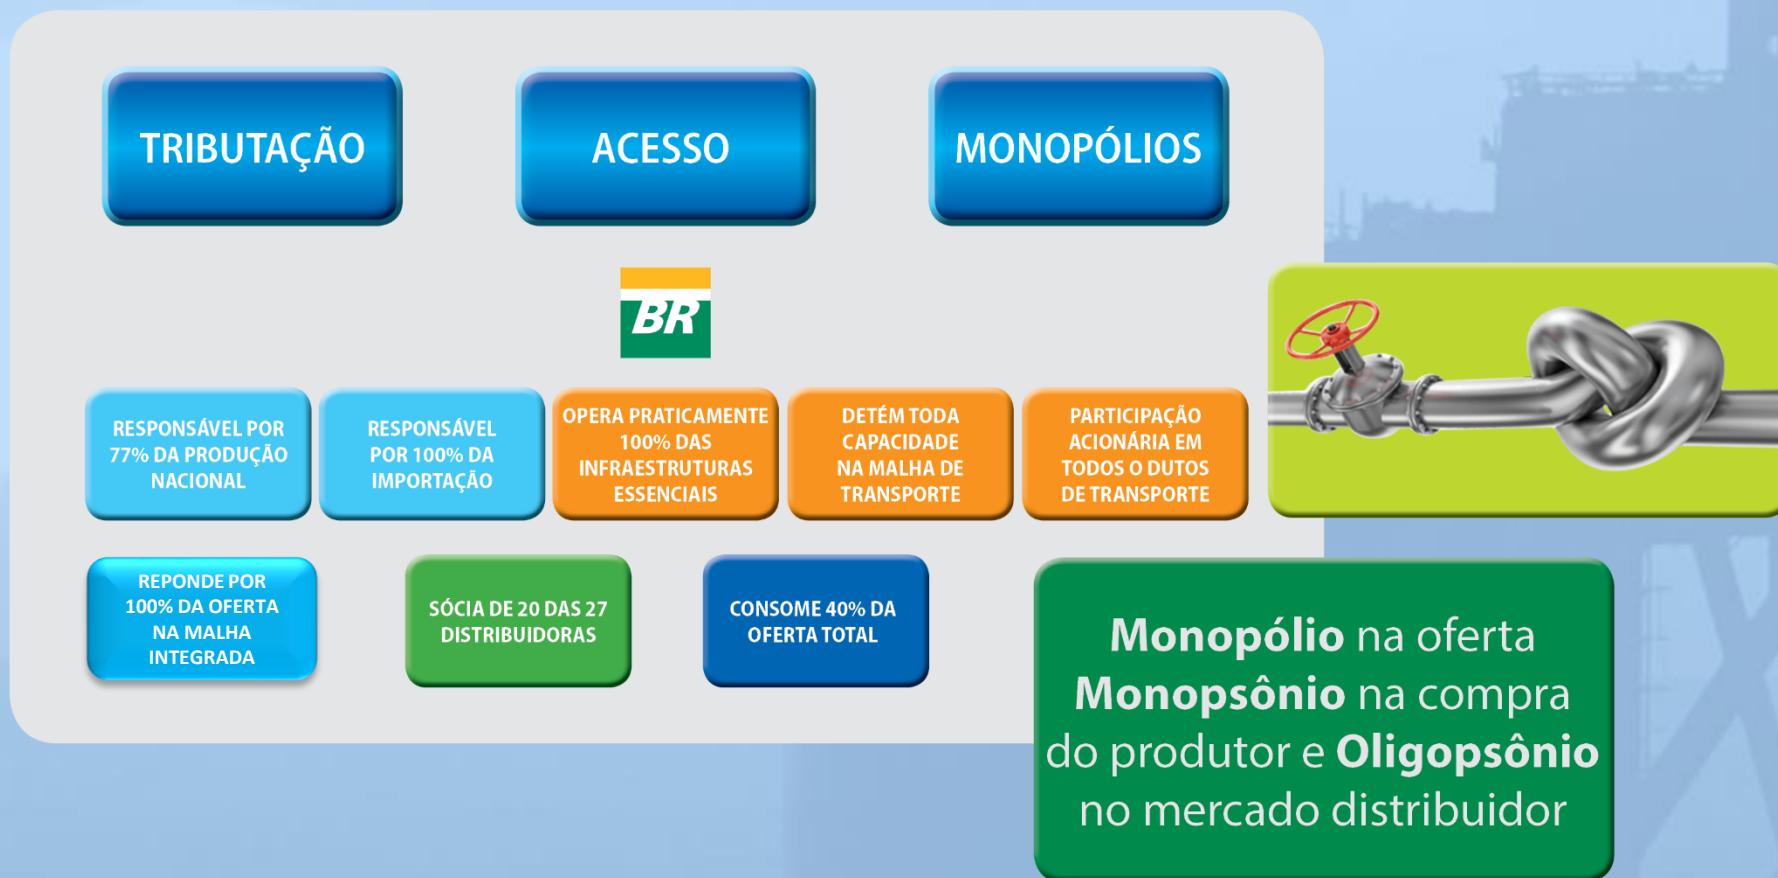 TRIBUTAÇÃO
ACESSO
MONOPÓLIOS
BR
RESPONSÁVEL POR
77% DA PRODUÇÃO
NACIONAL
RESPONSÁVEL
POR 100% DA
IMPORTAÇÃO
OPERA PRATICAMENTE
100% DAS
INFRAESTRUTURAS
ESSENCIAIS
DETÉM TODA
CAPACIDADE
NA MALHA DE
TRANSPORTE
PARTICIPAÇÃO
ACIONÁRIA EM
TODOS O DUTOS
DE TRANSPORTE
REPONDE POR
100% DA OFERTA
NA MALHA
INTEGRADA
SÓCIA DE 20 DAS 27
DISTRIBUIDORAS
CONSOME 40% DA
OFERTA TOTAL
Monopólio na oferta
Monopsônio na compra
do produtor e Oligopsônio
no mercado distribuidor